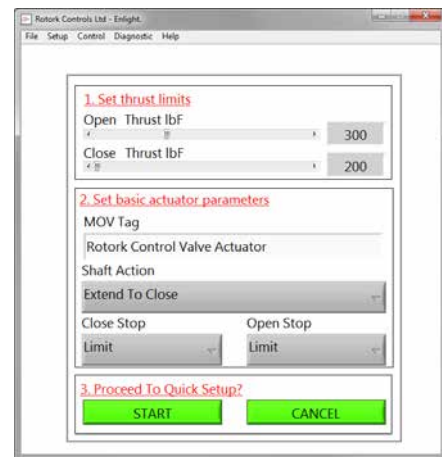 Rotork Controls Ltd - Enlight.
File Setup Control Diagnostic Help
1. Set thrust limits
Open Thrust lbF
300
Close Thrust lbF
200
2. Set basic actuator parameters
MOV Tag
Rotork Control Valve Actuator
Shaft Action
Extend To Close
Close Stop Open Stop
Limit Limit
3. Proceed To Quick Setup?
START CANCEL